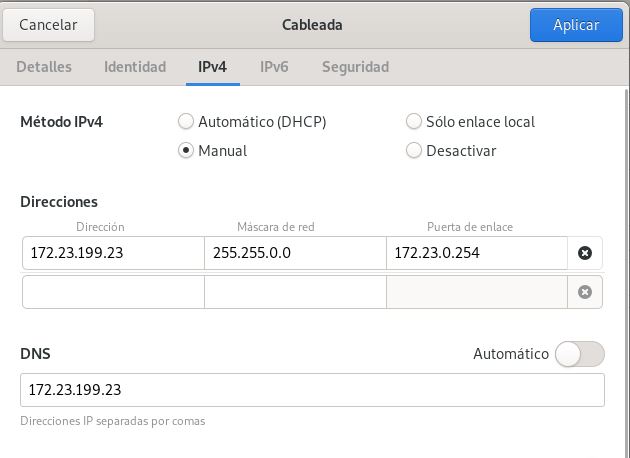 Cancelar Cableada Aplicar
Detalles Identidad IPv4 IPv6 Seguridad
Método IPv4 Automático (DHCP) Sólo enlace local
Manual Desactivar
Direcciones
Dirección Máscara de red Puerta de enlace
172.23.199.23 255.255.0.0 172.23.0.254
DNS Automático
172.23.199.23
Direcciones IP separadas por comas